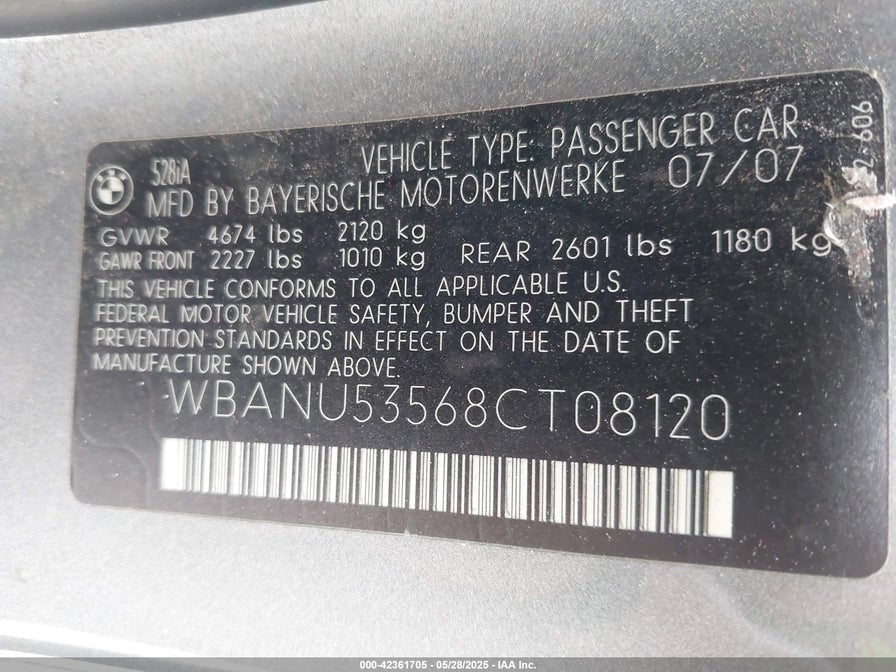 528iA VEHICLE TYPE: PASSENGER CAR
MFD BY BAYERISCHE MOTORENWERKE 07/07
GVWR 4674 lbs 2120 kg
GAWR FRONT 2227 lbs 1010 kg REAR 2601 lbs 1180 kg
THIS VEHICLE CONFORMS TO ALL APPLICABLE U.S.
FEDERAL MOTOR VEHICLE SAFETY, BUMPER AND THEFT
PREVENTION STANDARDS IN EFFECT ON THE DATE OF
MANUFACTURE SHOWN ABOVE.
WBANU53568CT08120
000-42361705 - 05/28/2025 - IAA Inc.